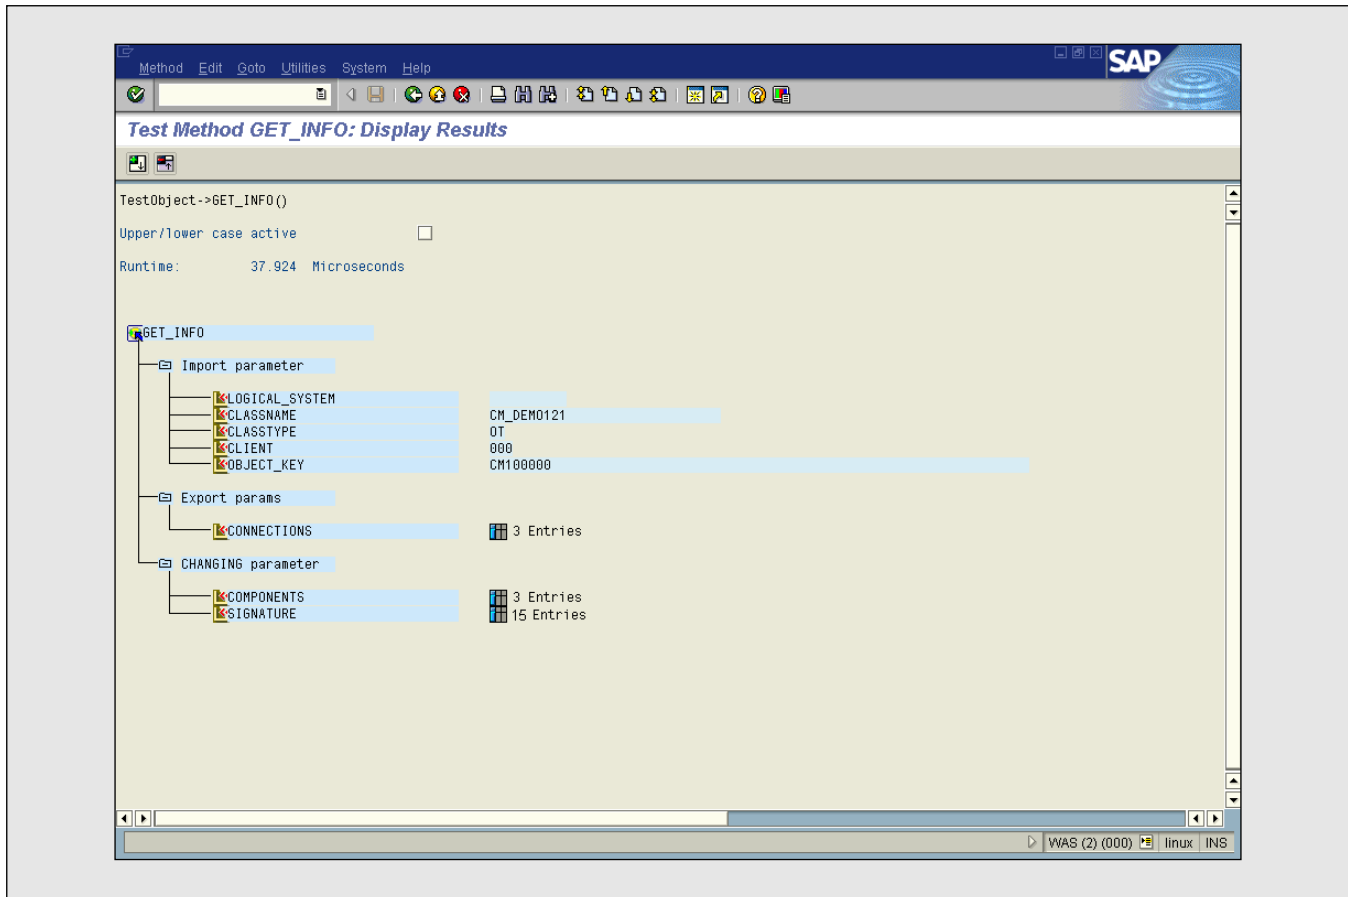 Method Edit Goto Utilities System Help
SAP
Test Method GET_INFO: Display Results
TestObject->GET_INFO()
Upper/lower case active
Runtime: 37.924 Microseconds
GET_INFO
Import parameter
LOGICAL_SYSTEM
CLASSNAME CM_DEMO121
CLASSTYPE OT
CLIENT 000
OBJECT_KEY CM100000
Export params
CONNECTIONS 3 Entries
CHANGING parameter
COMPONENTS 3 Entries
SIGNATURE 15 Entries
WAS (2) (000) linux INS